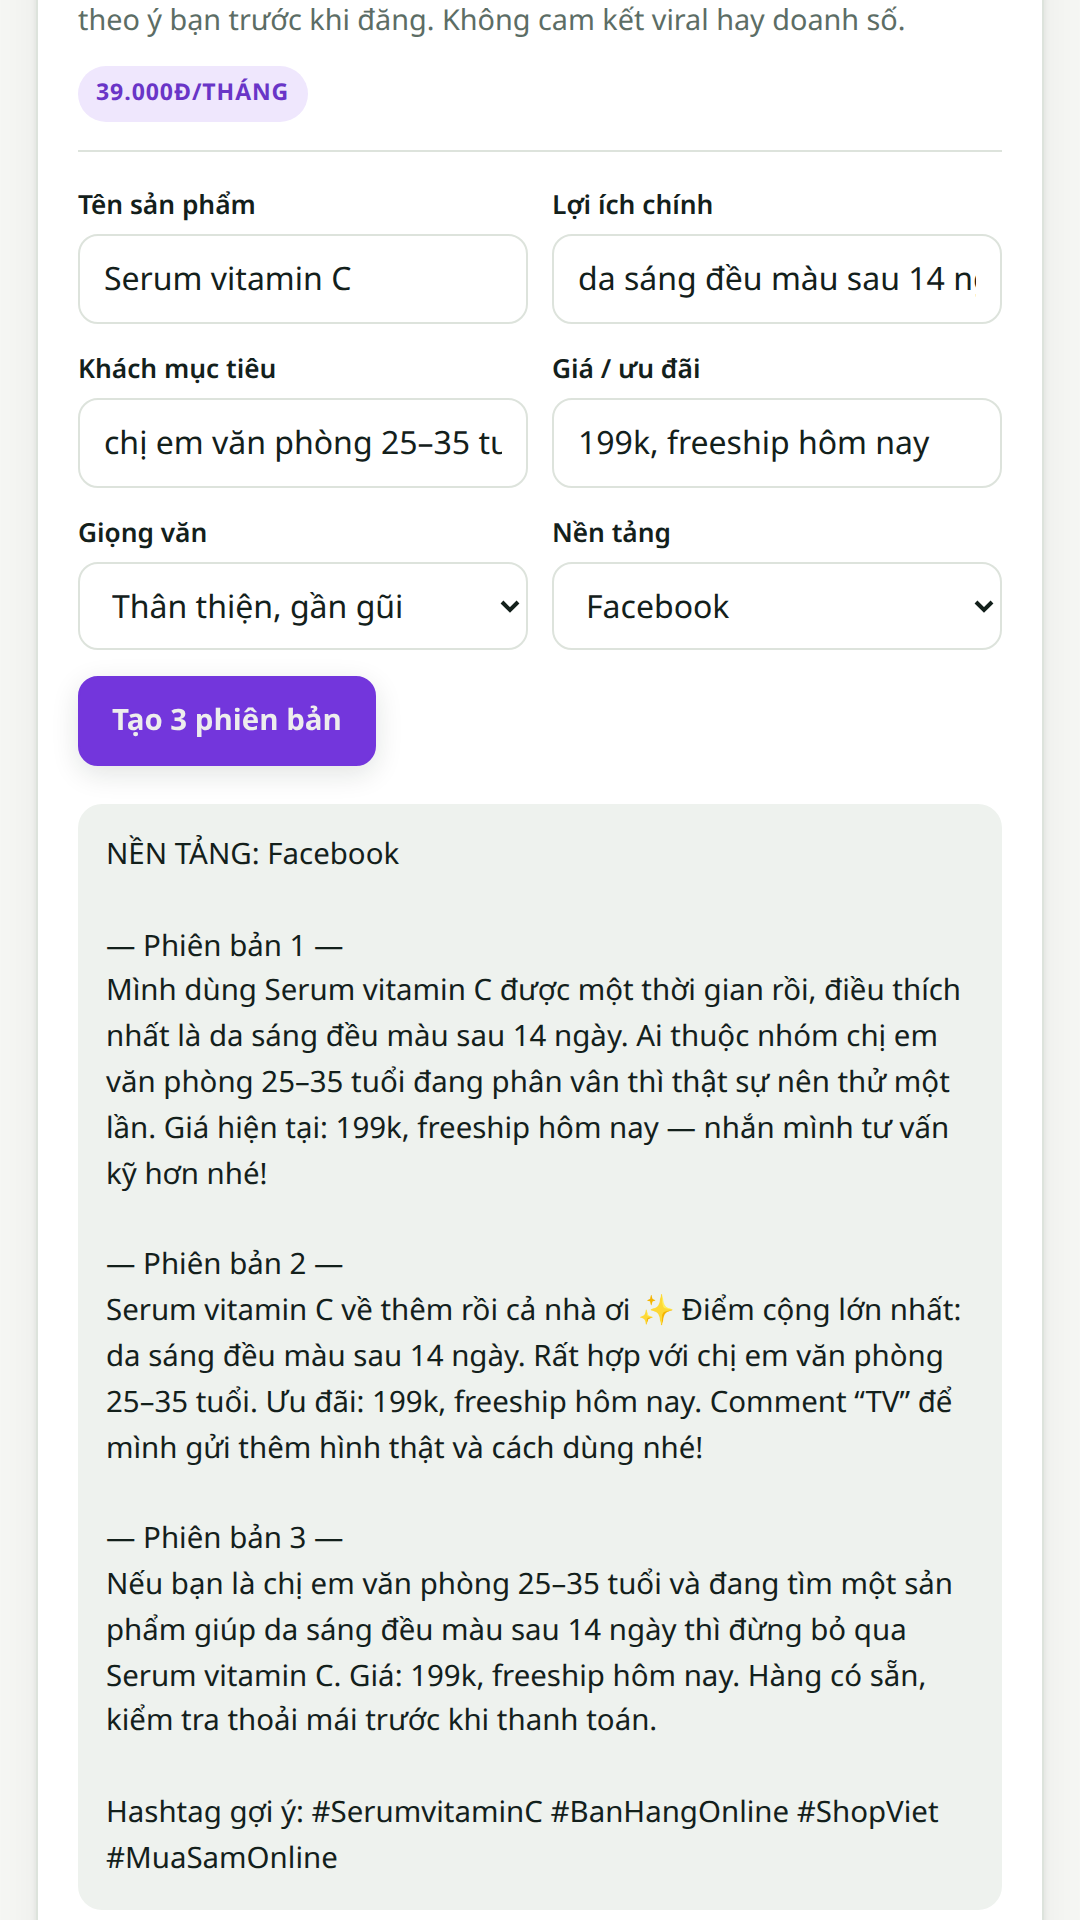 theo ý bạn trước khi đăng. Không cam kết viral hay doanh số.
39.000Đ/THÁNG
Tên sản phẩm
Lợi ích chính
Serum vitamin C
da sáng đều màu sau 14
Khách mục tiêu
Giá / ưu đãi
chị em văn phòng 25–35
199k, freeship hôm nay
Giọng văn
Nền tảng
Thân thiện, gần gũi
Facebook
Tạo 3 phiên bản
NỀN TẢNG: Facebook
— Phiên bản 1 —
Mình dùng Serum vitamin C được một thời gian rồi, điều thích
nhất là da sáng đều màu sau 14 ngày. Ai thuộc nhóm chị em
văn phòng 25–35 tuổi đang phân vân thì thật sự nên thử một
lần. Giá hiện tại: 199k, freeship hôm nay — nhắn mình tư vấn
kỹ hơn nhé!
— Phiên bản 2 —
Serum vitamin C về thêm rồi cả nhà ơi ✨ Điểm cộng lớn nhất:
da sáng đều màu sau 14 ngày. Rất hợp với chị em văn phòng
25–35 tuổi. Ưu đãi: 199k, freeship hôm nay. Comment “TV” để
mình gửi thêm hình thật và cách dùng nhé!
— Phiên bản 3 —
Nếu bạn là chị em văn phòng 25–35 tuổi và đang tìm một sản
phẩm giúp da sáng đều màu sau 14 ngày thì đừng bỏ qua
Serum vitamin C. Giá: 199k, freeship hôm nay. Hàng có sẵn,
kiểm tra thoải mái trước khi thanh toán.
Hashtag gợi ý: #SerumvitaminC #BanHangOnline #ShopViet
#MuaSamOnline